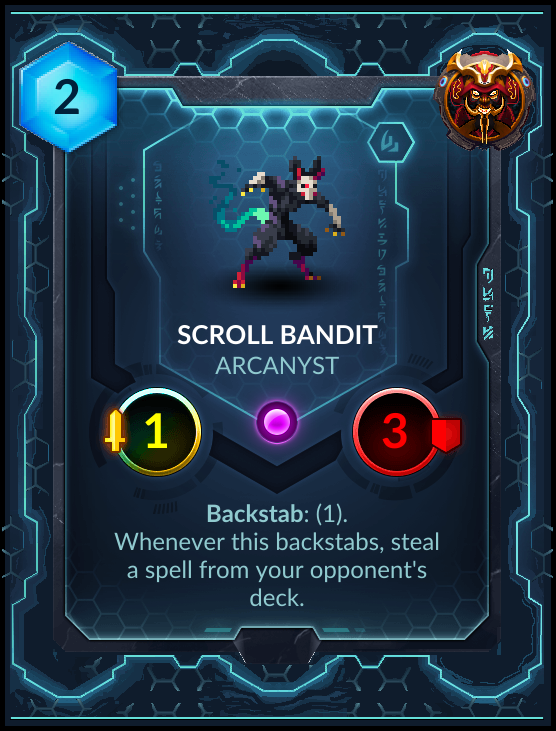 2
SCROLL BANDIT
ARCANYST
1
3
Backstab: (1).
Whenever this backstabs, steal
a spell from your opponent's
deck.